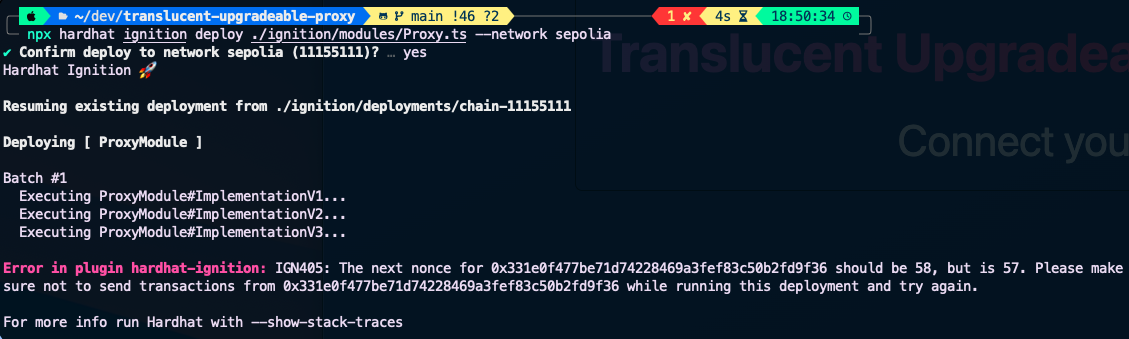 ~/dev/translucent-upgradeable-proxy main !46 ?2 1 ✘ 4s 18:50:34
npx hardhat ignition deploy ./ignition/modules/Proxy.ts --network sepolia
✔ Confirm deploy to network sepolia (11155111)? … yes
Hardhat Ignition 🚀
Resuming existing deployment from ./ignition/deployments/chain-11155111
Deploying [ ProxyModule ]
Batch #1
Executing ProxyModule#ImplementationV1...
Executing ProxyModule#ImplementationV2...
Executing ProxyModule#ImplementationV3...
Error in plugin hardhat-ignition: IGN405: The next nonce for 0x331e0f477be71d74228469a3fef83c50b2fd9f36 should be 58, but is 57. Please make
sure not to send transactions from 0x331e0f477be71d74228469a3fef83c50b2fd9f36 while running this deployment and try again.
For more info run Hardhat with --show-stack-traces
Translucent Upgradea
Connect you